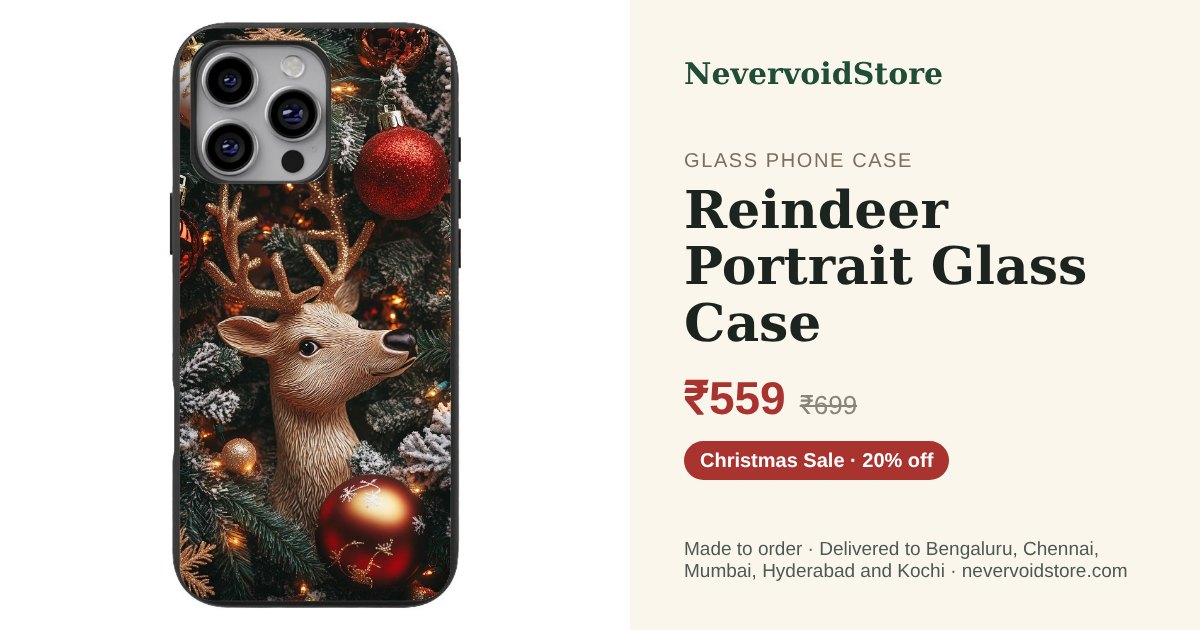 NevervoidStore
GLASS PHONE CASE
Reindeer
Portrait Glass
Case
₹559 ₹699
Christmas Sale · 20% off
Made to order · Delivered to Bengaluru, Chennai,
Mumbai, Hyderabad and Kochi · nevervoidstore.com